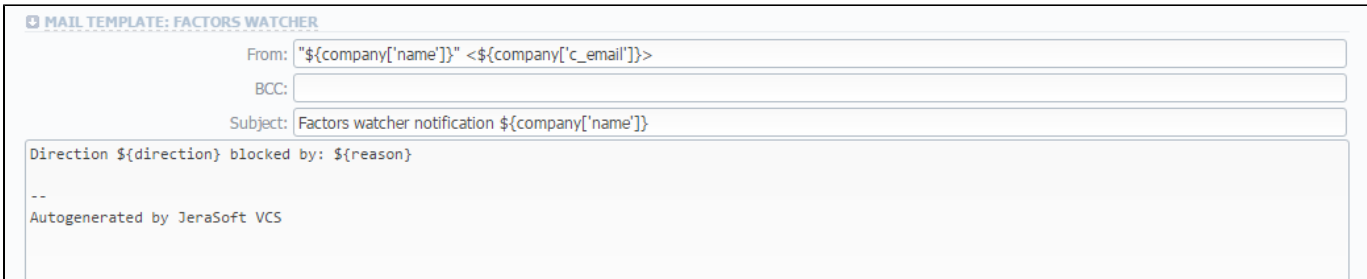 MAIL TEMPLATE: FACTORS WATCHER
From: "${company['name']}" <${company['c_email']}>
BCC:
Subject: Factors watcher notification ${company['name']}
Direction ${direction} blocked by: ${reason}
--
Autogenerated by JeraSoft VCS